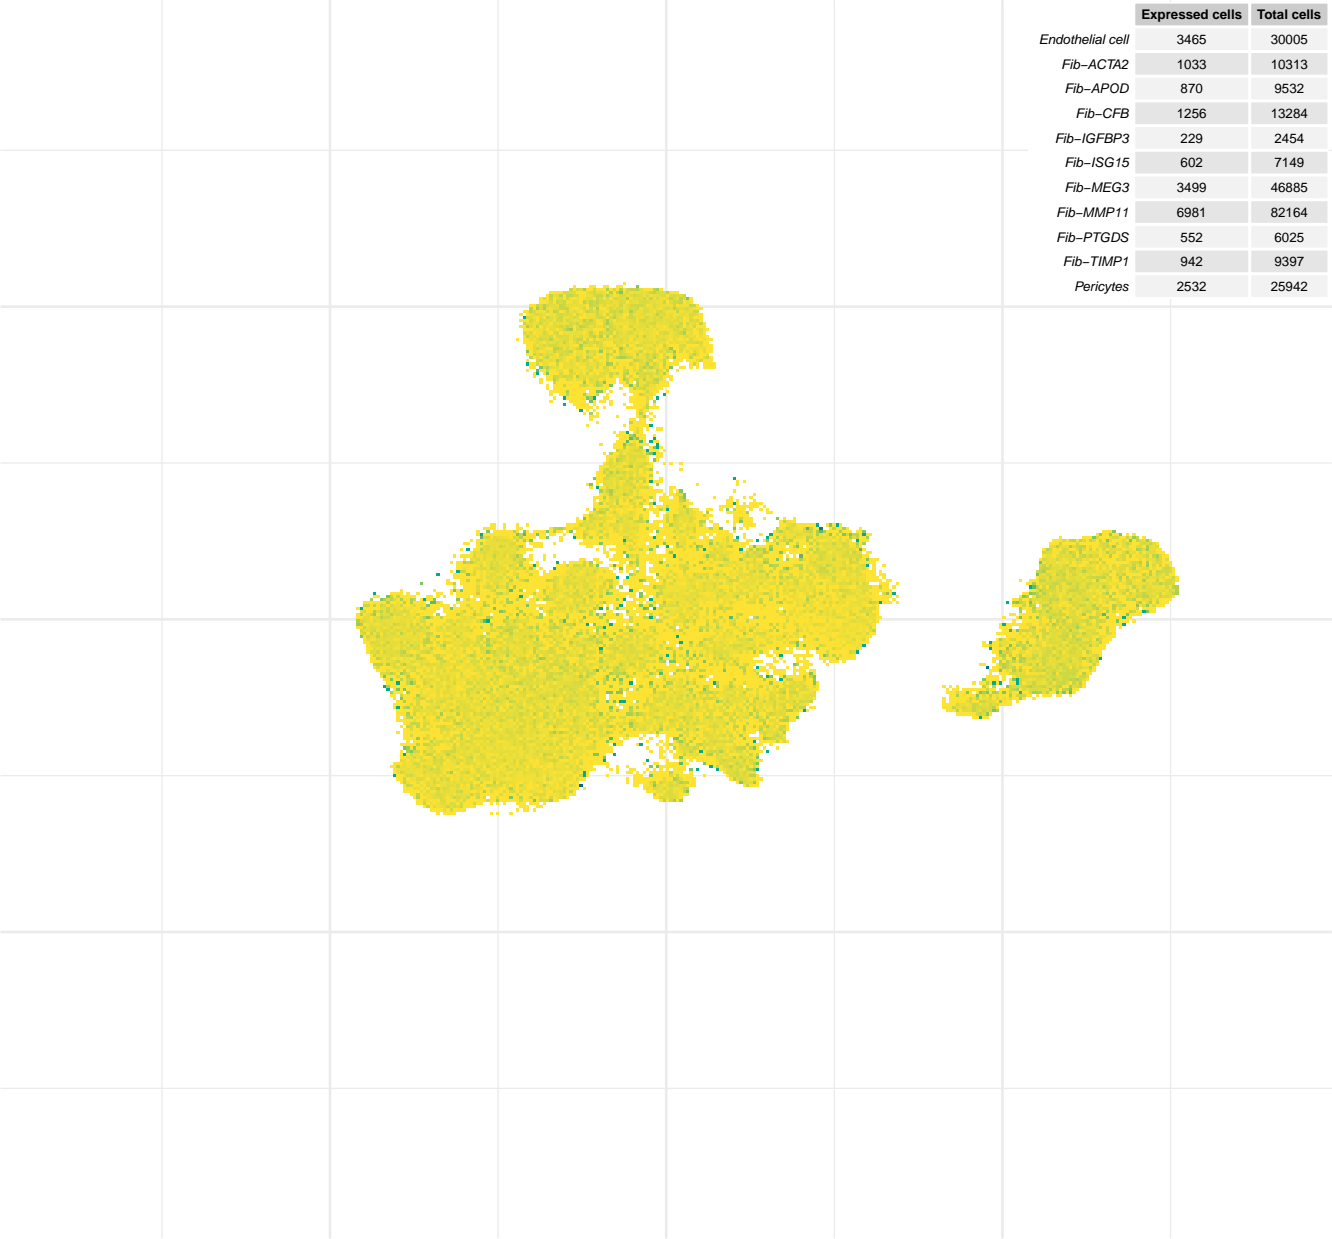 Expressed cells Total cells
Endothelial cell 3465 30005
Fib−ACTA2 1033 10313
Fib−APOD 870 9532
Fib−CFB 1256 13284
Fib−IGFBP3 229 2454
Fib−ISG15 602 7149
Fib−MEG3 3499 46885
Fib−MMP11 6981 82164
Fib−PTGDS 552 6025
Fib−TIMP1 942 9397
Pericytes 2532 25942